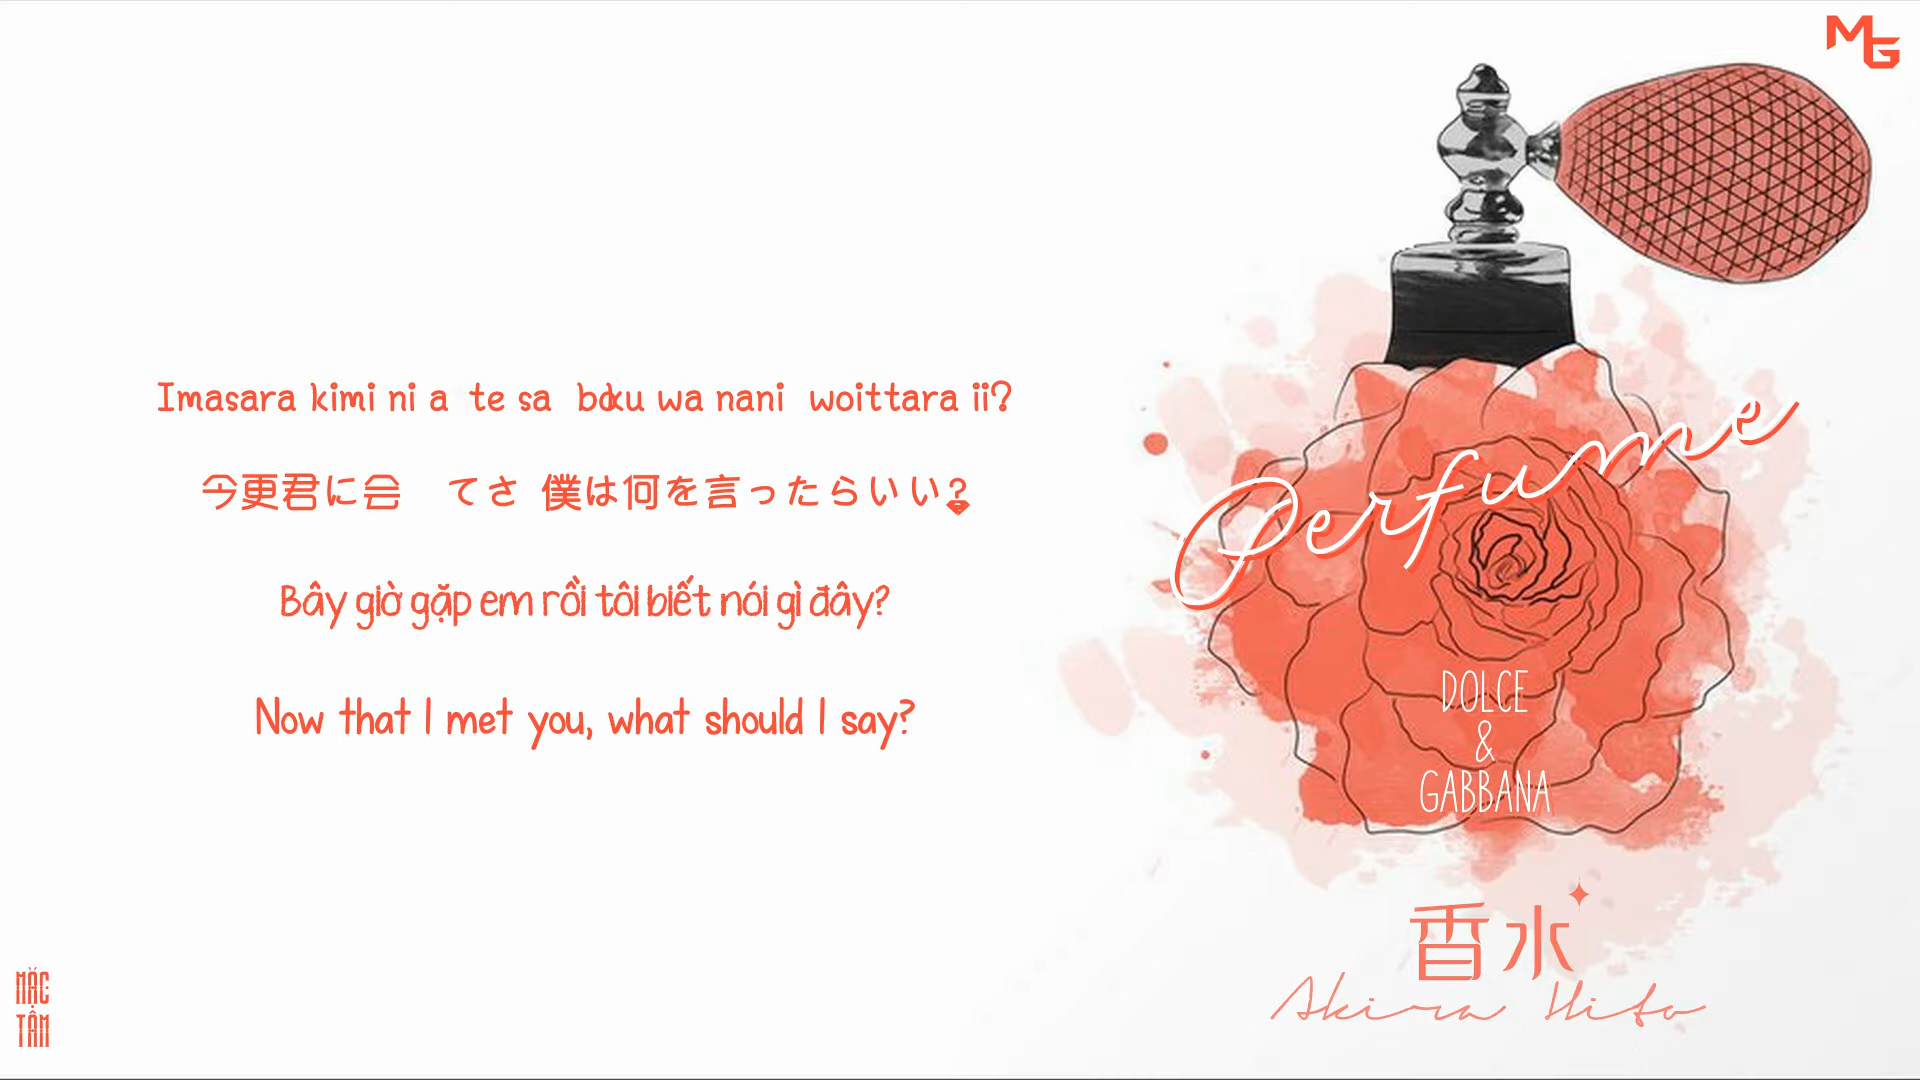 MG
Imasara kimi ni a te sa boku wa nani woittara ii?
今更君に会 てさ 僕は何を言ったらいい?
Bây giờ gặp em rồi tôi biết nói gì đây?
Now that I met you, what should I say?
Perfume
DOLCE
&
GABBANA
香水
Akira Hito
MẶC
TÂM